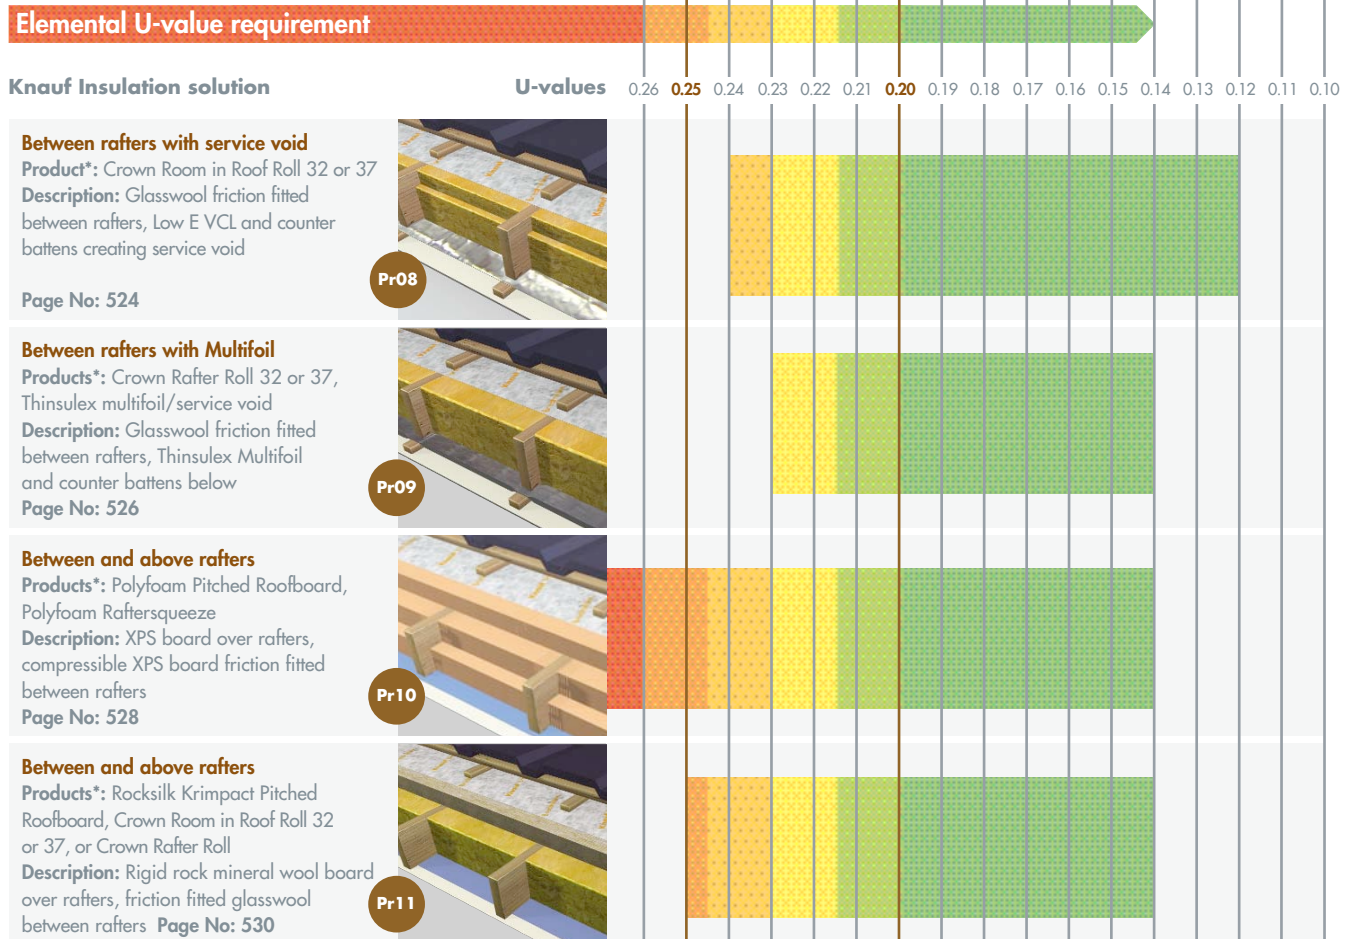 Elemental U-value requirement
Knauf Insulation solution U-values 0.26 0.25 0.24 0.23 0.22 0.21 0.20 0.19 0.18 0.17 0.16 0.15 0.14 0.13 0.12 0.11 0.10
Between rafters with service void
Product*: Crown Room in Roof Roll 32 or 37
Description: Glasswool friction fitted
between rafters, Low E VCL and counter
battens creating service void
Page No: 524
Pr08
Between rafters with Multifoil
Products*: Crown Rafter Roll 32 or 37,
Thinsulex multifoil/service void
Description: Glasswool friction fitted
between rafters, Thinsulex Multifoil
and counter battens below
Page No: 526
Pr09
Between and above rafters
Products*: Polyfoam Pitched Roofboard,
Polyfoam Raftersqueeze
Description: XPS board over rafters,
compressible XPS board friction fitted
between rafters
Page No: 528
Pr10
Between and above rafters
Products*: Rocksilk Krimpact Pitched
Roofboard, Crown Room in Roof Roll 32
or 37, or Crown Rafter Roll
Description: Rigid rock mineral wool board
over rafters, friction fitted glasswool
between rafters Page No: 530
Pr11